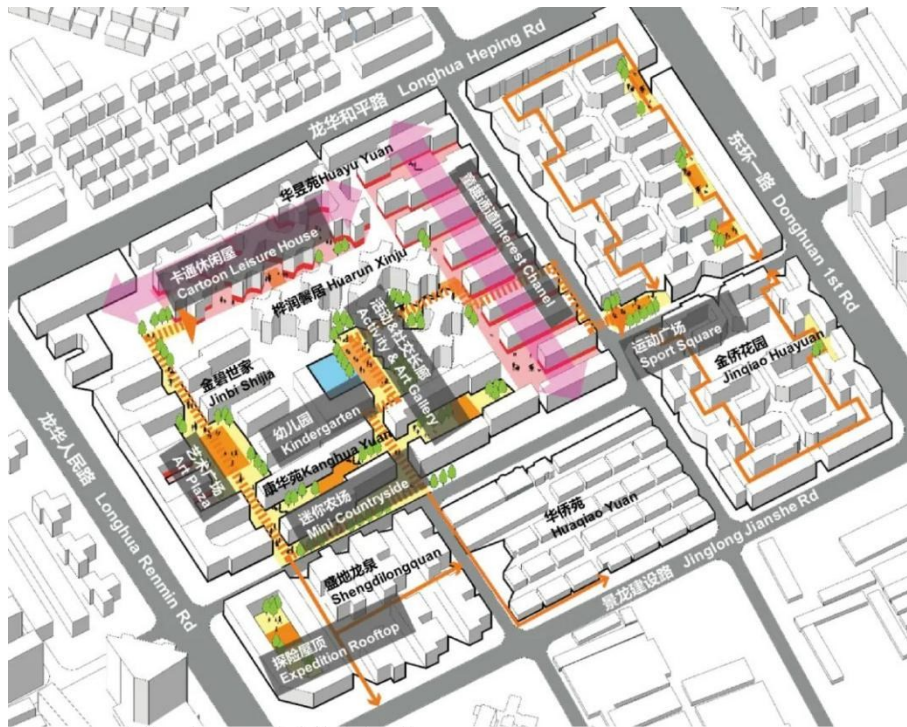 龙华和平路 Longhua Heping Rd
东环一路 Donghuan 1st Rd
华昱苑Huayu Yuan
童趣通道Interest Chanel
卡通休闲屋
Cartoon Leisure House
桦润馨居 Huarun Xinju
活动&社交长廊
Activity & Art Gallery
运动广场
Sport Square
金侨花园
Jinqiao Huayuan
金碧世家
Jinbi Shijia
幼儿园
Kindergarten
龙华人民路 Longhua Renmin Rd
艺术广场
Art Plaza
康华苑Kanghua Yuan
迷你农场
Mini Countryside
华侨苑
Huaqiao Yuan
景龙建设路 Jinglong Jianshe Rd
盛地龙泉
Shengdilongquan
探险屋顶
Expedition Rooftop